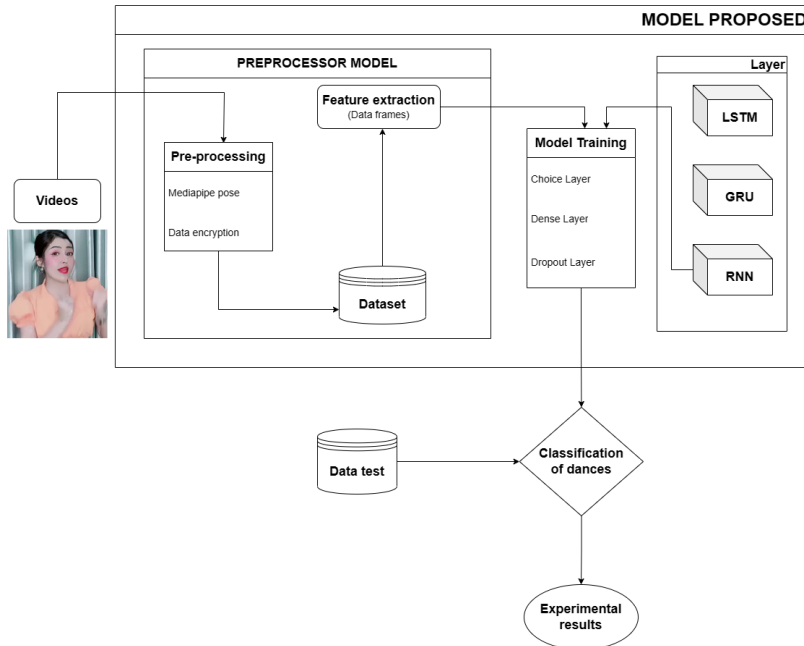 MODEL PROPOSED
PREPROCESSOR MODEL
Layer
Feature extraction
(Data frames)
LSTM
Pre-processing
Mediapipe pose
Data encryption
Model Training
Choice Layer
Dense Layer
Dropout Layer
GRU
Videos
RNN
Dataset
Classification
of dances
Data test
Experimental
results